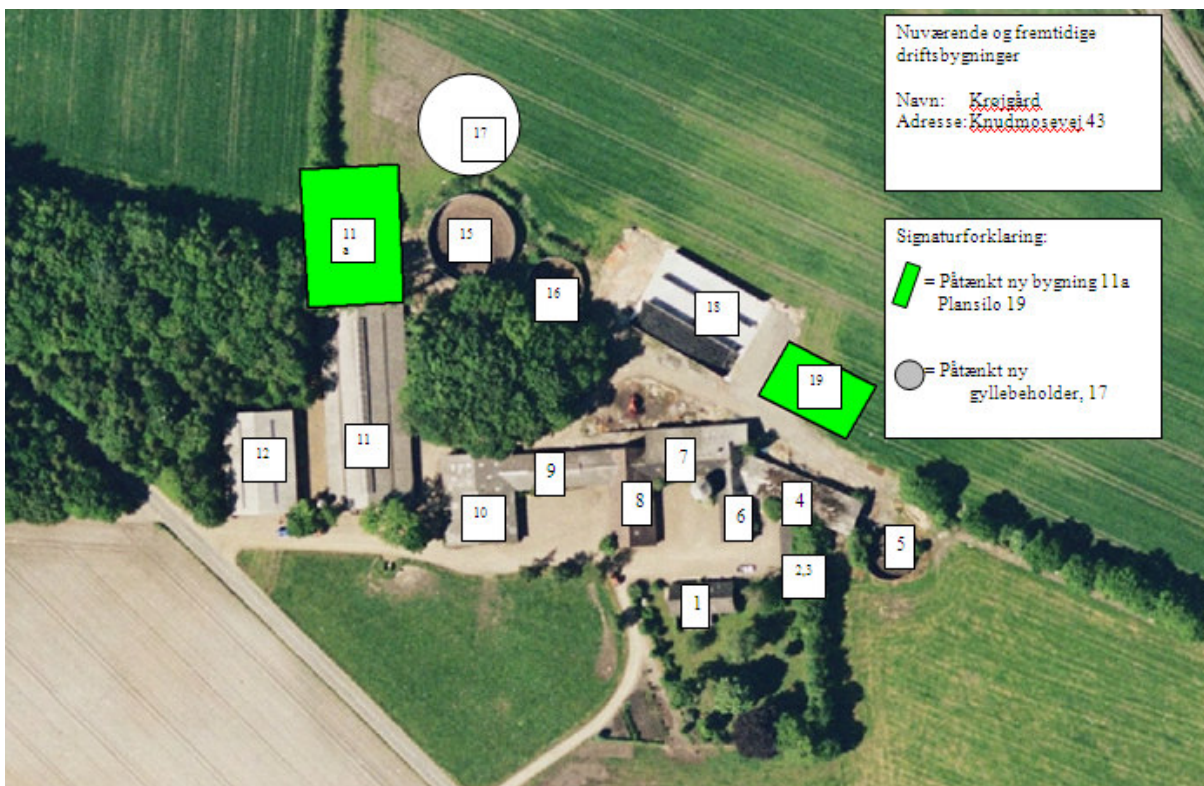 Nuværende og fremtidige
driftsbygninger
Navn: Krøjgård
Adresse: Knudmosevej 43
Signaturforklaring:
= Påtænkt ny bygning 11a
Plansilo 19
= Påtænkt ny
gyllebeholder, 17
17
11
a
15
16
18
19
12
11
10
9
8
7
6
4
5
2,3
1